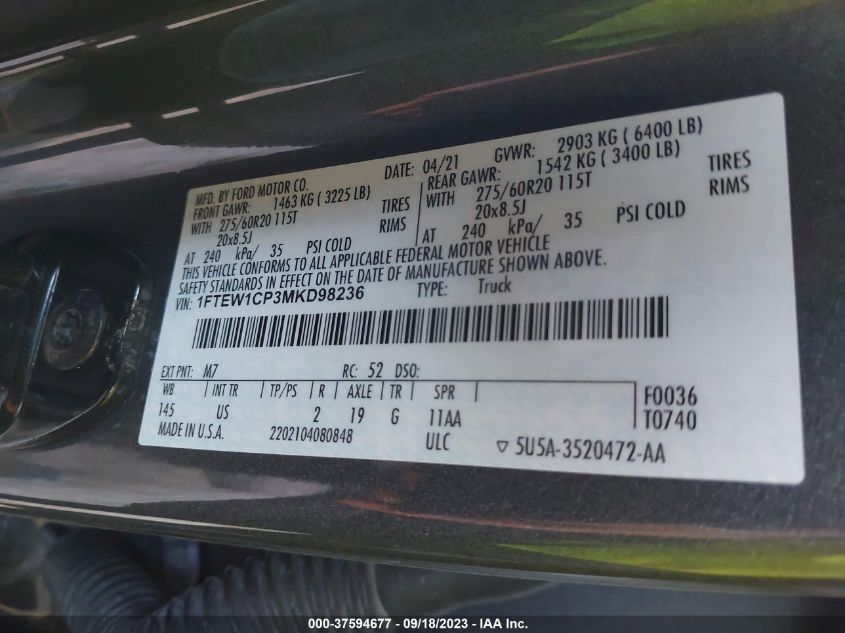 MFD. BY FORD MOTOR CO.
DATE: 04/21 GVWR: 2903 KG ( 6400 LB)
FRONT GAWR: 1463 KG ( 3225 LB)
REAR GAWR: 1542 KG ( 3400 LB)
WITH 275/60R20 115T TIRES
WITH 275/60R20 115T TIRES
20x8.5J RIMS
20x8.5J RIMS
AT 240 kPa/ 35 PSI COLD
AT 240 kPa/ 35 PSI COLD
THIS VEHICLE CONFORMS TO ALL APPLICABLE FEDERAL MOTOR VEHICLE
SAFETY STANDARDS IN EFFECT ON THE DATE OF MANUFACTURE SHOWN ABOVE.
VIN: 1FTEW1CP3MKD98236 TYPE: Truck
EXT PNT: M7 RC: 52 DSO:
WB INT TR TP/PS R AXLE TR SPR
145 US 2 19 G 11AA
F0036
T0740
MADE IN U.S.A. 2202104080848 ULC ▽ 5U5A-3520472-AA
000-37594677 - 09/18/2023 - IAA Inc.